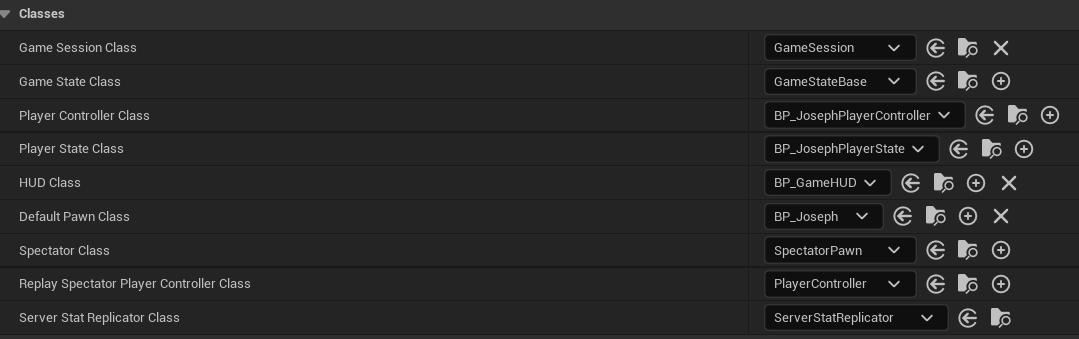 Classes
Game Session Class GameSession
Game State Class GameStateBase
Player Controller Class BP_JosephPlayerController
Player State Class BP_JosephPlayerState
HUD Class BP_GameHUD
Default Pawn Class BP_Joseph
Spectator Class SpectatorPawn
Replay Spectator Player Controller Class PlayerController
Server Stat Replicator Class ServerStatReplicator